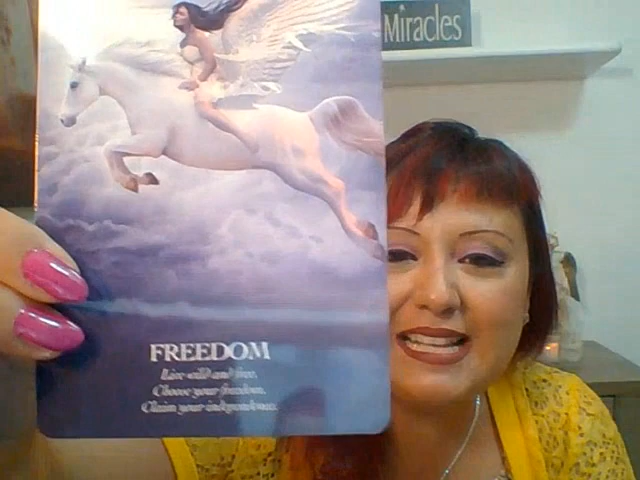 Miracles
FREEDOM
Live wild and free.
Choose your freedom.
Claim your independence.